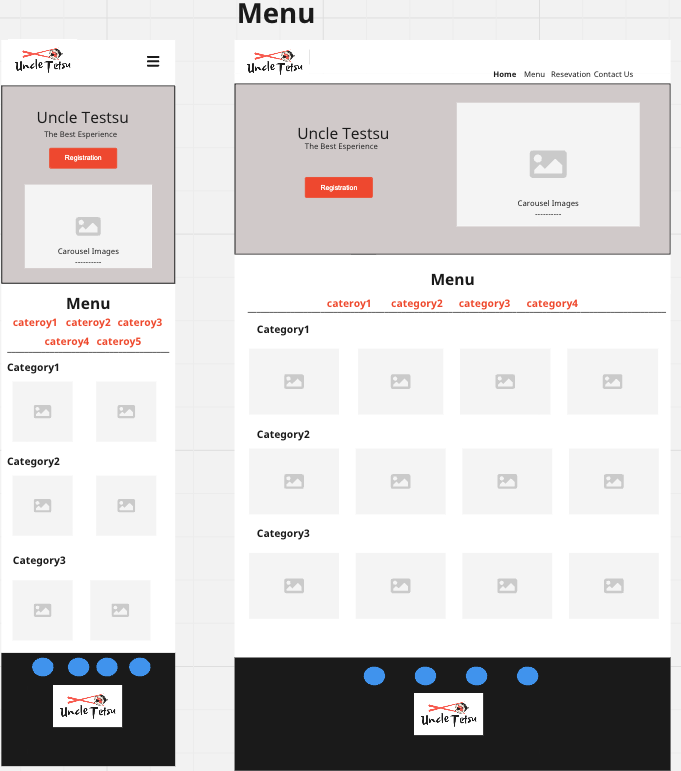 Menu
Uncle Tetsu
Uncle Testsu
The Best Esperience
Registration
Carousel Images
----------
Menu
cateroy1 cateroy2 cateroy3
cateroy4 cateroy5
Category1
Category2
Category3
Uncle Tetsu
Uncle Tetsu
Home Menu Resevation Contact Us
Uncle Testsu
The Best Esperience
Registration
Carousel Images
----------
Menu
cateroy1 category2 category3 category4
Category1
Category2
Category3
Uncle Tetsu